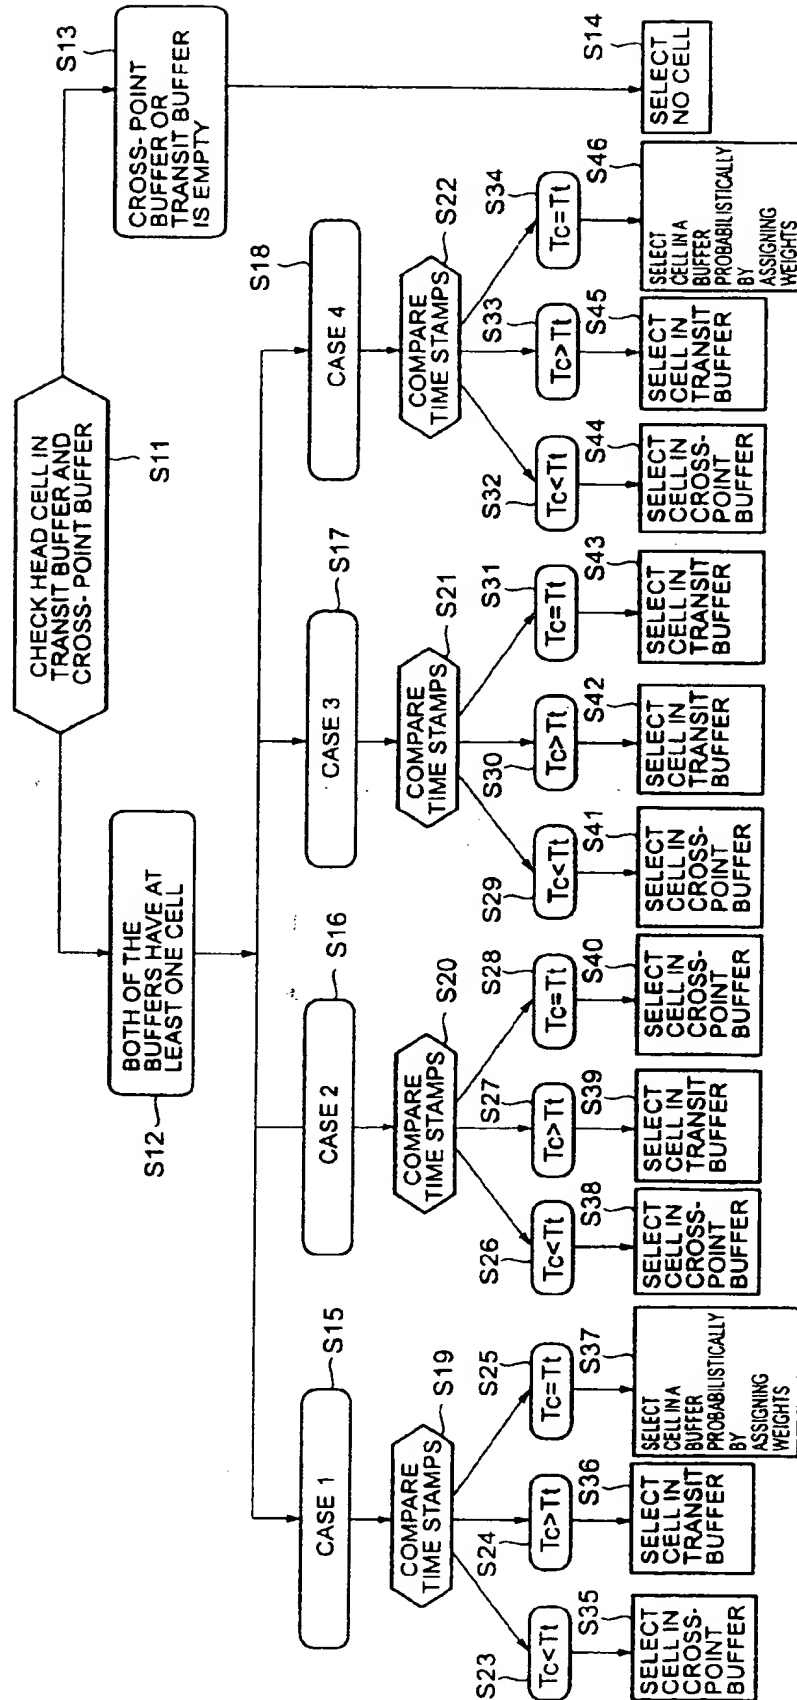 CHECK HEAD CELL IN
TRANSIT BUFFER AND
CROSS- POINT BUFFER
S11
BOTH OF THE
BUFFERS HAVE AT
LEAST ONE CELL
S12
CROSS- POINT
BUFFER OR
TRANSIT BUFFER
IS EMPTY
S13
SELECT
NO CELL
S14
CASE 1
S15
CASE 2
S16
CASE 3
S17
CASE 4
S18
COMPARE
TIME STAMPS
S19
COMPARE
TIME STAMPS
S20
COMPARE
TIME STAMPS
S21
COMPARE
TIME STAMPS
S22
Tc<Tt
S23
Tc>Tt
S24
Tc=Tt
S25
Tc<Tt
S26
Tc>Tt
S27
Tc=Tt
S28
Tc<Tt
S29
Tc>Tt
S30
Tc=Tt
S31
Tc<Tt
S32
Tc>Tt
S33
Tc=Tt
S34
SELECT
CELL IN
CROSS-
POINT
BUFFER
S35
SELECT
CELL IN
TRANSIT
BUFFER
S36
SELECT
CELL IN A
BUFFER
PROBABILISTICALLY
BY
ASSIGNING
WEIGHTS
S37
SELECT
CELL IN
CROSS-
POINT
BUFFER
S38
SELECT
CELL IN
TRANSIT
BUFFER
S39
SELECT
CELL IN
CROSS-
POINT
BUFFER
S40
SELECT
CELL IN
CROSS-
POINT
BUFFER
S41
SELECT
CELL IN
TRANSIT
BUFFER
S42
SELECT
CELL IN
TRANSIT
BUFFER
S43
SELECT
CELL IN
CROSS-
POINT
BUFFER
S44
SELECT
CELL IN
TRANSIT
BUFFER
S45
SELECT
CELL IN A
BUFFER
PROBABILISTICALLY
BY
ASSIGNING
WEIGHTS
S46